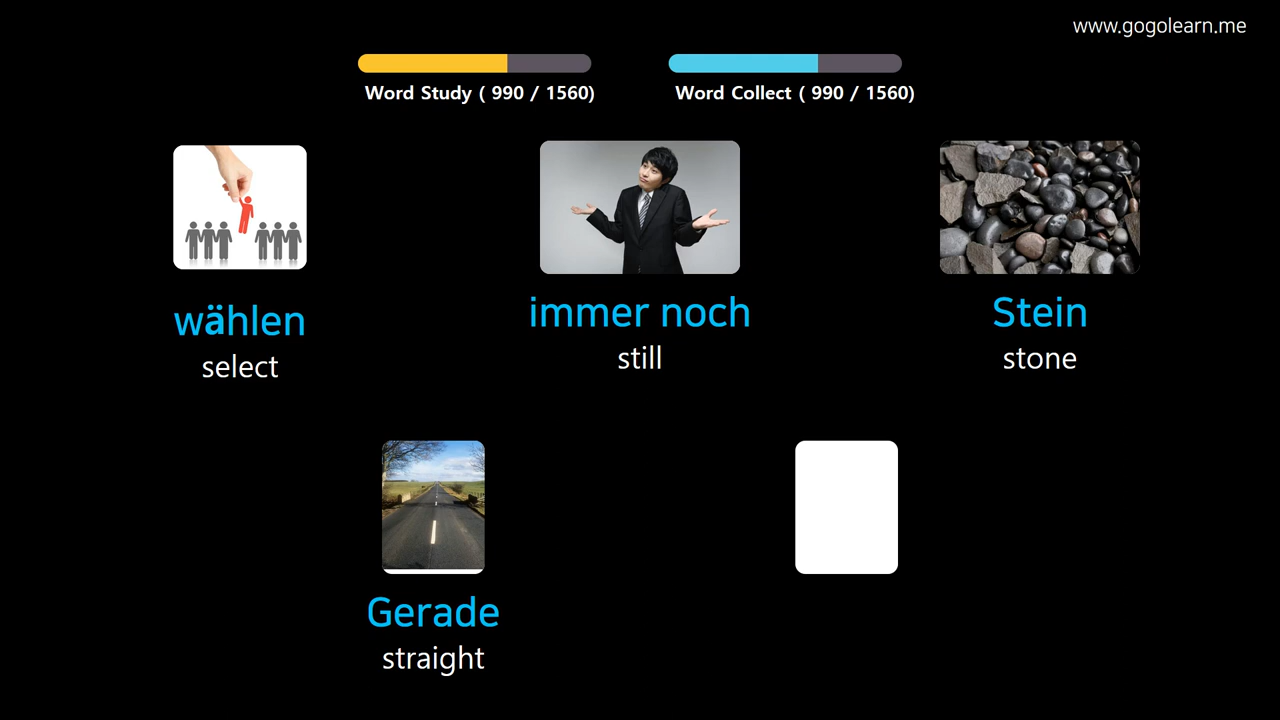 www.gogolearn.me
Word Study ( 990 / 1560)
Word Collect ( 990 / 1560)
wählen
select
immer noch
still
Stein
stone
Gerade
straight